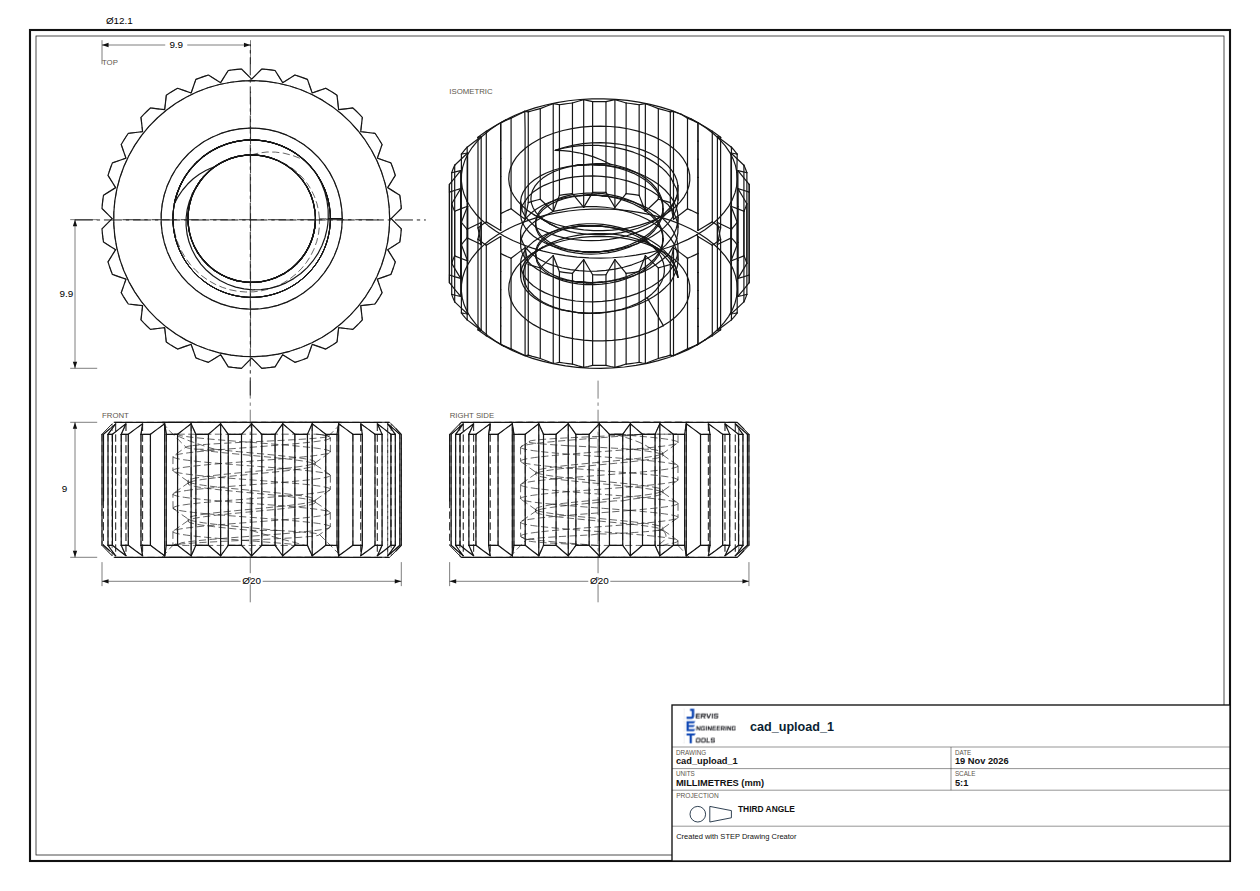 Ø12.1
9.9
TOP
ISOMETRIC
9.9
FRONT
RIGHT SIDE
9
Ø20
Ø20
JERVIS
ENGINEERING
TOOLS
cad_upload_1
DRAWING
cad_upload_1
DATE
19 Nov 2026
UNITS
MILLIMETRES (mm)
SCALE
5:1
PROJECTION
THIRD ANGLE
Created with STEP Drawing Creator